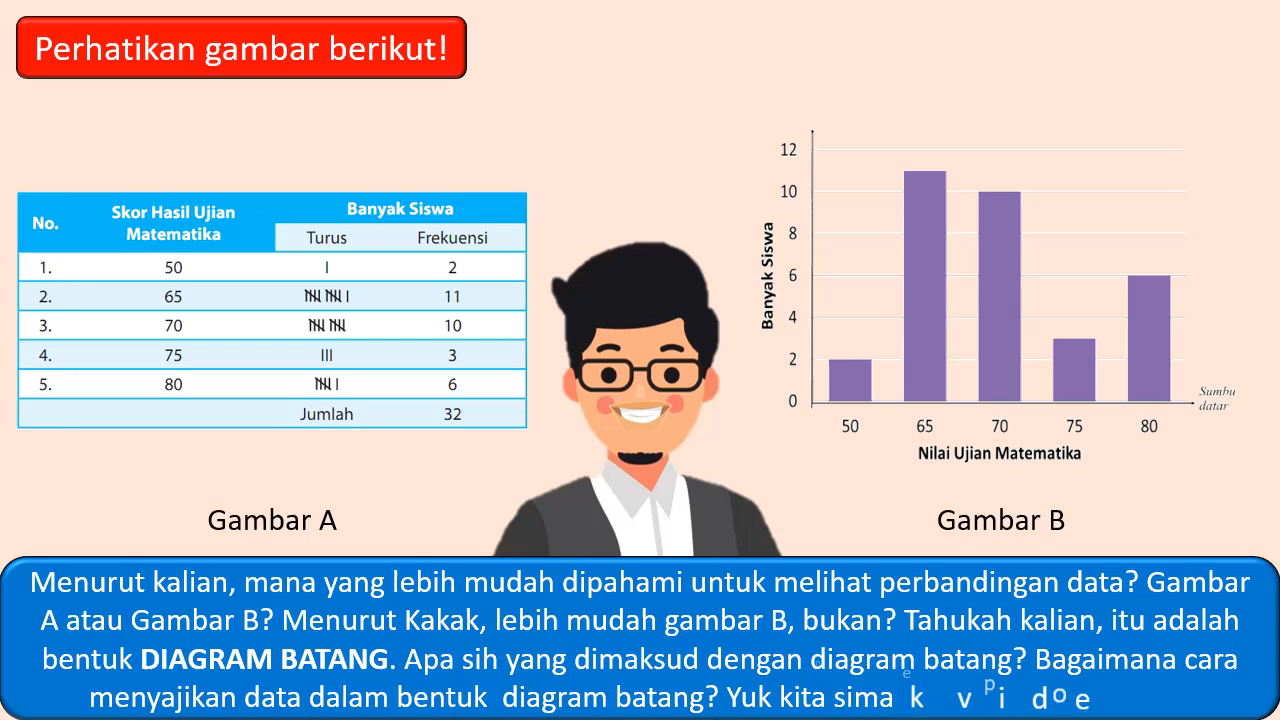 Perhatikan gambar berikut!
No. Skor Hasil Ujian Matematika Banyak Siswa
Turus Frekuensi
1. 50 I 2
2. 65 𝍸 𝍸 I 11
3. 70 𝍸 𝍸 10
4. 75 III 3
5. 80 𝍸 I 6
Jumlah 32
Gambar A
12
10
8
6
4
2
0
Banyak Siswa
50 65 70 75 80
Sumbu
datar
Nilai Ujian Matematika
Gambar B
Menurut kalian, mana yang lebih mudah dipahami untuk melihat perbandingan data? Gambar
A atau Gambar B? Menurut Kakak, lebih mudah gambar B, bukan? Tahukah kalian, itu adalah
bentuk DIAGRAM BATANG. Apa sih yang dimaksud dengan diagram batang? Bagaimana cara
menyajikan data dalam bentuk diagram batang? Yuk kita sima